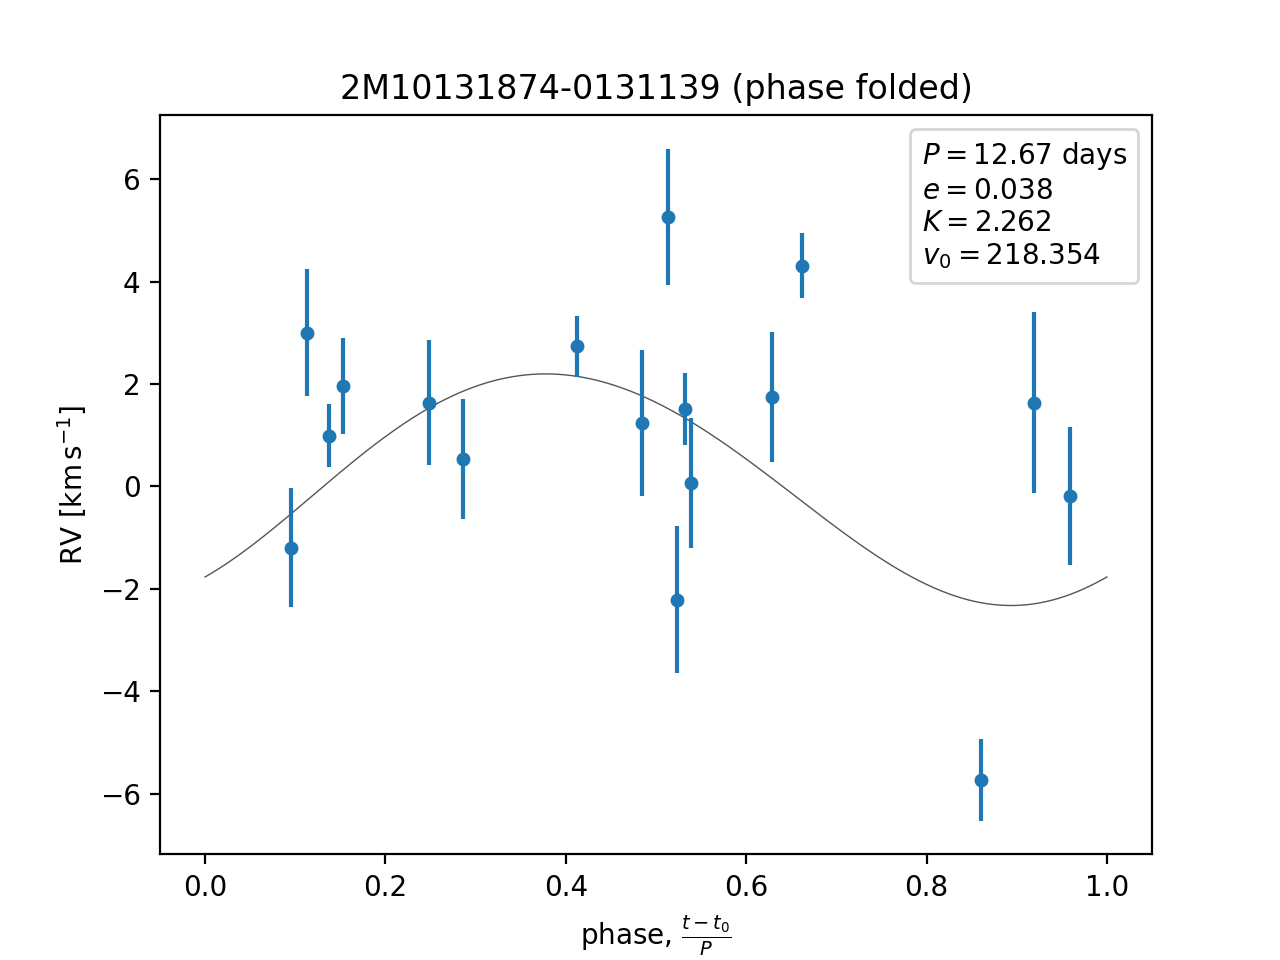 2M10131874-0131139 (phase folded)
P = 12.67 days
e = 0.038
K = 2.262
v₀ = 218.354
6
4
2
0
−2
−4
−6
RV [km s⁻¹]
0.0 0.2 0.4 0.6 0.8 1.0
phase, (t − t₀)/P